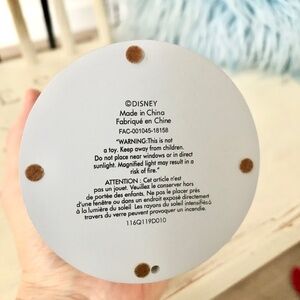 ©DISNEY
Made in China
Fabriqué en Chine
FAC-001045-18158
"WARNING:This is not
a toy. Keep away from children.
Do not place near windows or in direct
sunlight. Magnified light may result in a
risk of fire."
ATTENTION : Cet article n'est
pas un jouet. Veuillez le conserver hors
de portée des enfants. Ne pas le placer près
d'une fenêtre ou dans un endroit exposé directement
à la lumière du soleil. Les rayons du soleil intensifiés à
travers du verre peuvent provoquer un incendie.
116Q119D010